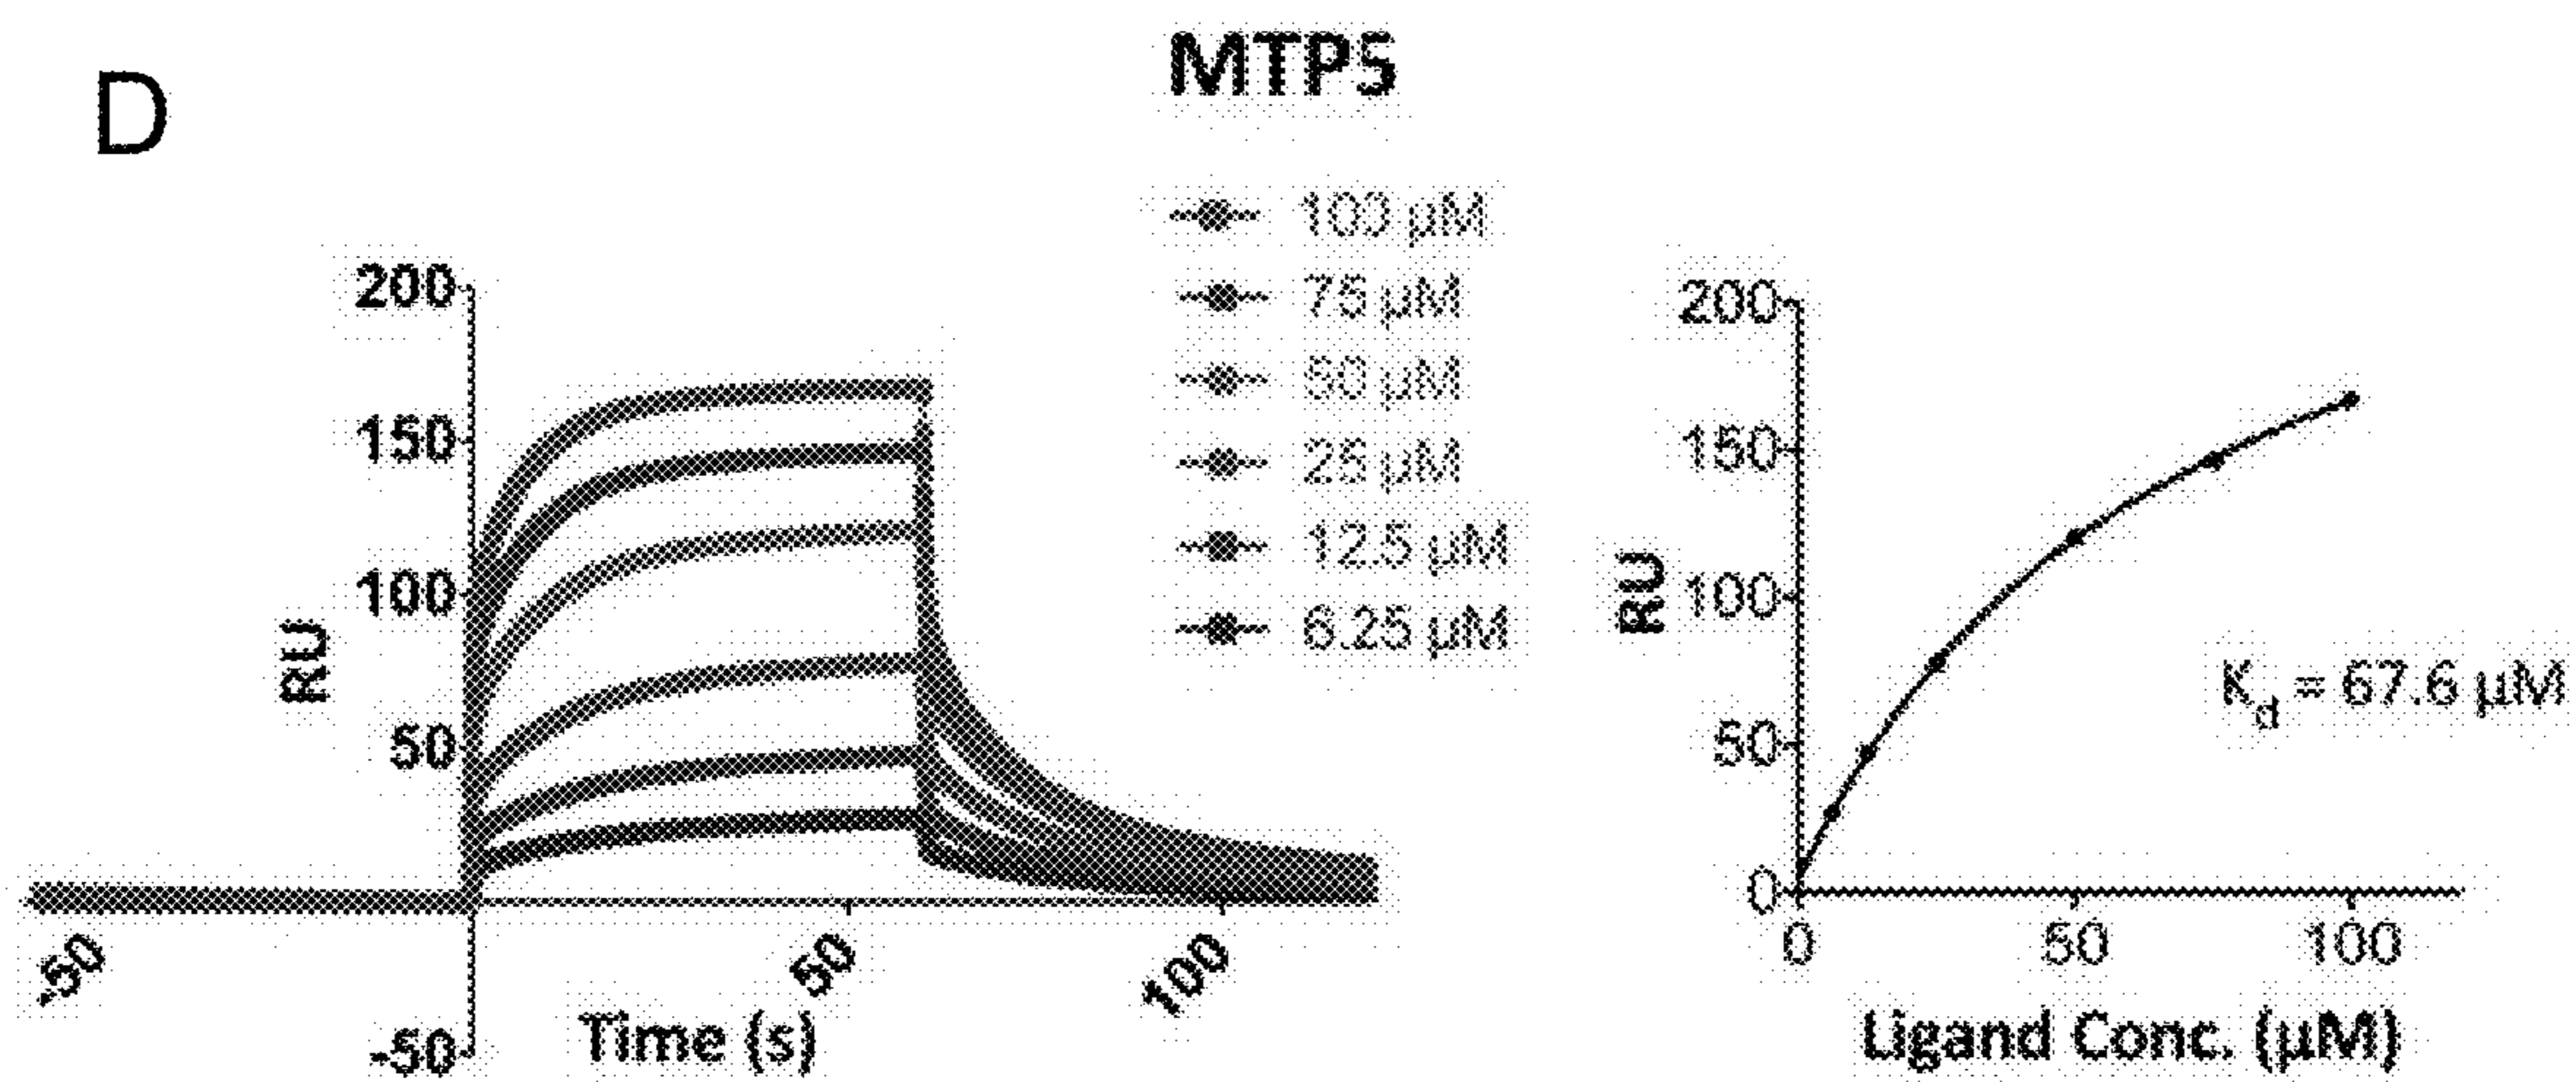 D
MTP5
100 µM
75 µM
50 µM
25 µM
12.5 µM
6.25 µM
200
150
100
50
-50
RU
-50
50
100
Time (s)
200
150
100
50
0
RU
0
50
100
Ligand Conc. (µM)
Kd = 67.6 µM